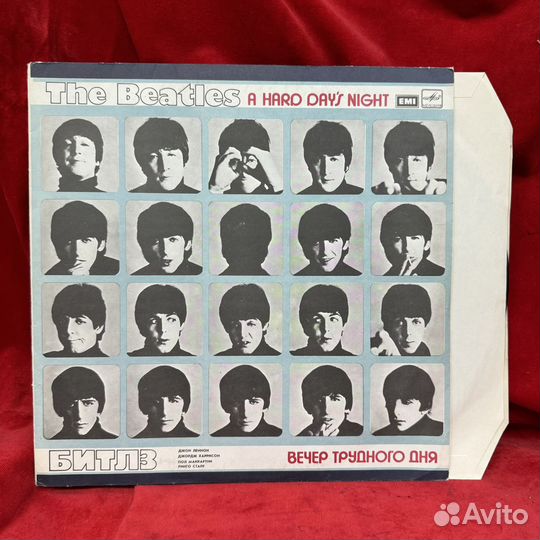 The Beatles A HARD DAY'S NIGHT EMI
БИТЛЗ
ДЖОН ЛЕННОН
ДЖОРДЖ ХАРРИСОН
ПОЛ МАККАРТНИ
РИНГО СТАРР
ВЕЧЕР ТРУДНОГО ДНЯ
Avito